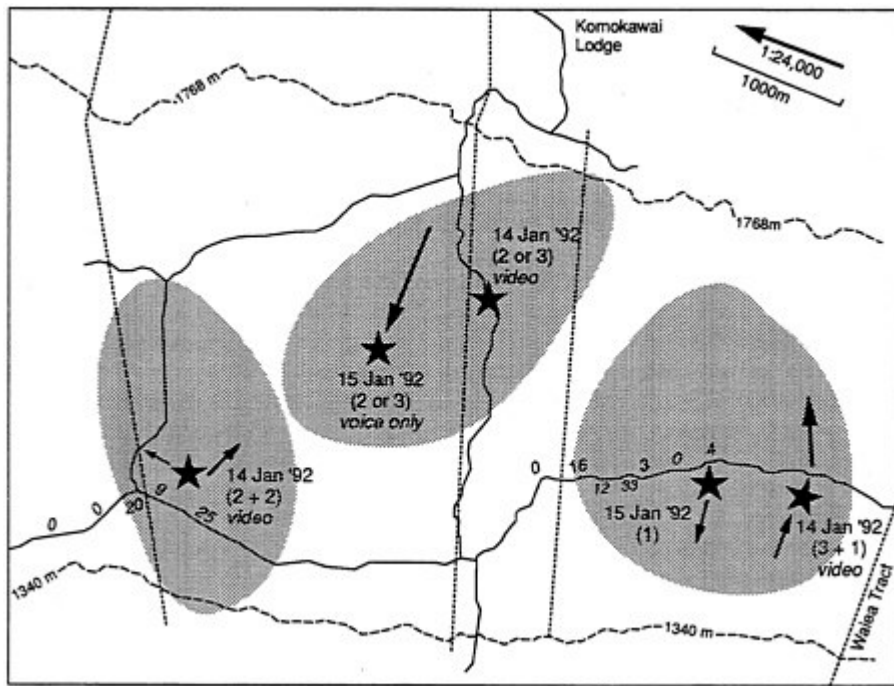 Komokawai
Lodge
1:24,000
1000m
1768 m
1768m
14 Jan '92
(2 or 3)
video
15 Jan '92
(2 or 3)
voice only
14 Jan '92
(2 + 2)
video
0
0
20
9
25
0
16
12
33
3
0
4
15 Jan '92
(1)
14 Jan '92
(3 + 1)
video
1340 m
1340 m
Walea Tract